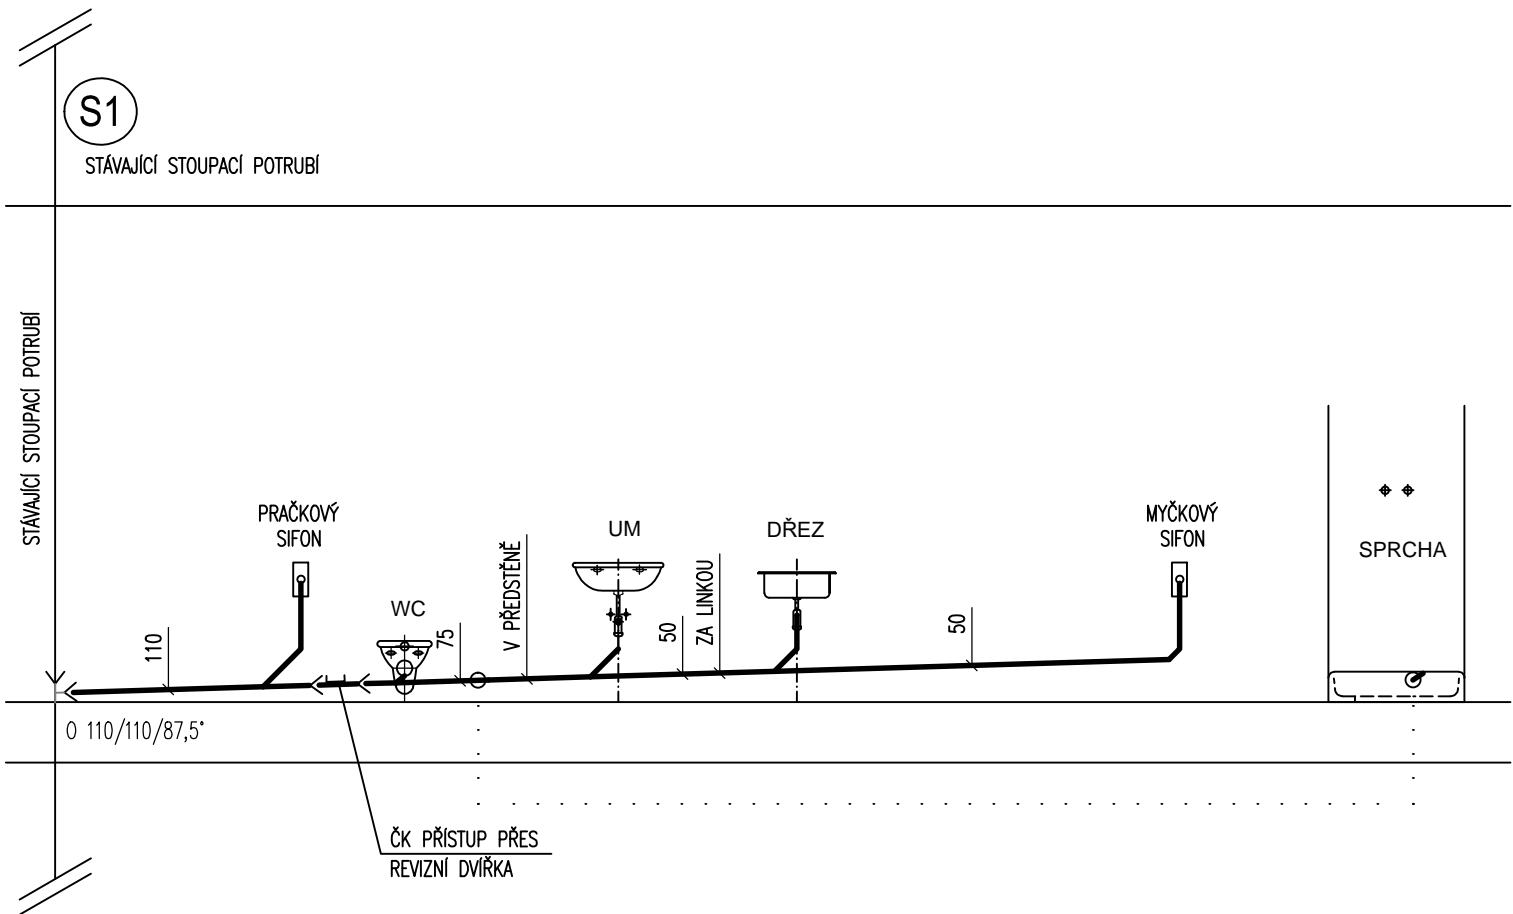 S1
STÁVAJÍCÍ STOUPACÍ POTRUBÍ
STÁVAJÍCÍ STOUPACÍ POTRUBÍ
PRAČKOVÝ
SIFON
WC
UM
DŘEZ
MYČKOVÝ
SIFON
SPRCHA
110
75
V PŘEDSTĚNĚ
50
ZA LINKOU
50
O 110/110/87,5°
ČK PŘÍSTUP PŘES
REVIZNÍ DVÍŘKA